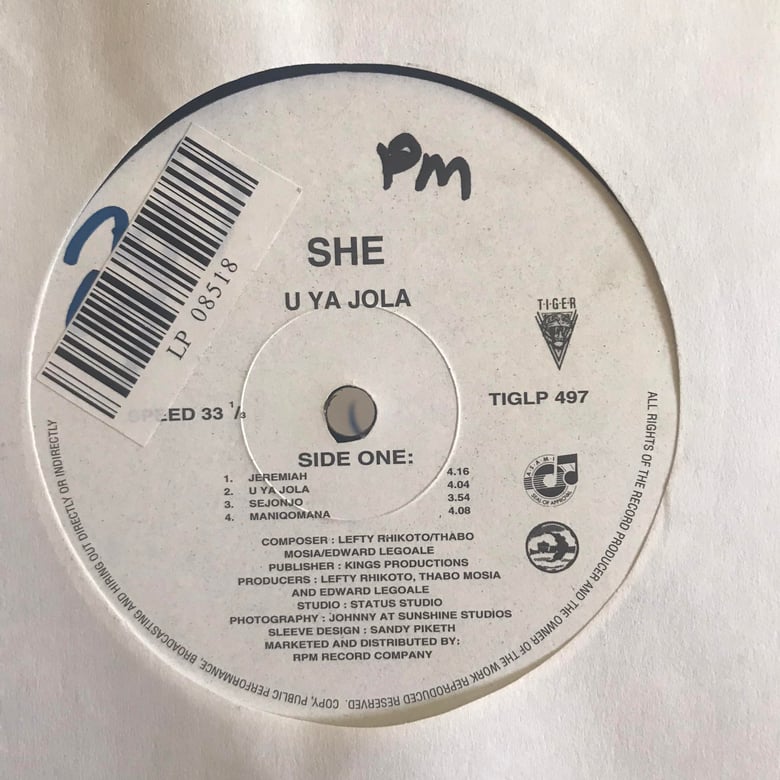 PM
SHE
U YA JOLA
LP 08518
T·I·G·E·R
SPEED 33 1/3
TIGLP 497
SIDE ONE:
1. JEREMIAH 4.16
2. U YA JOLA 4.04
3. SEJONJO 3.54
4. MANIQOMANA 4.08
A·S·A·M·I
SEAL OF APPROVAL
COMPOSER : LEFTY RHIKOTO/THABO
MOSIA/EDWARD LEGOALE
PUBLISHER : KINGS PRODUCTIONS
PRODUCERS : LEFTY RHIKOTO, THABO MOSIA
AND EDWARD LEGOALE
STUDIO : STATUS STUDIO
PHOTOGRAPHY : JOHNNY AT SUNSHINE STUDIOS
SLEEVE DESIGN : SANDY PIKETH
MARKETED AND DISTRIBUTED BY:
RPM RECORD COMPANY
ALL RIGHTS OF THE RECORD PRODUCER AND THE OWNER OF THE WORK REPRODUCED RESERVED. COPY, PUBLIC PERFORMANCE, BROADCASTING AND HIRING OUT DIRECTLY OR INDIRECTLY